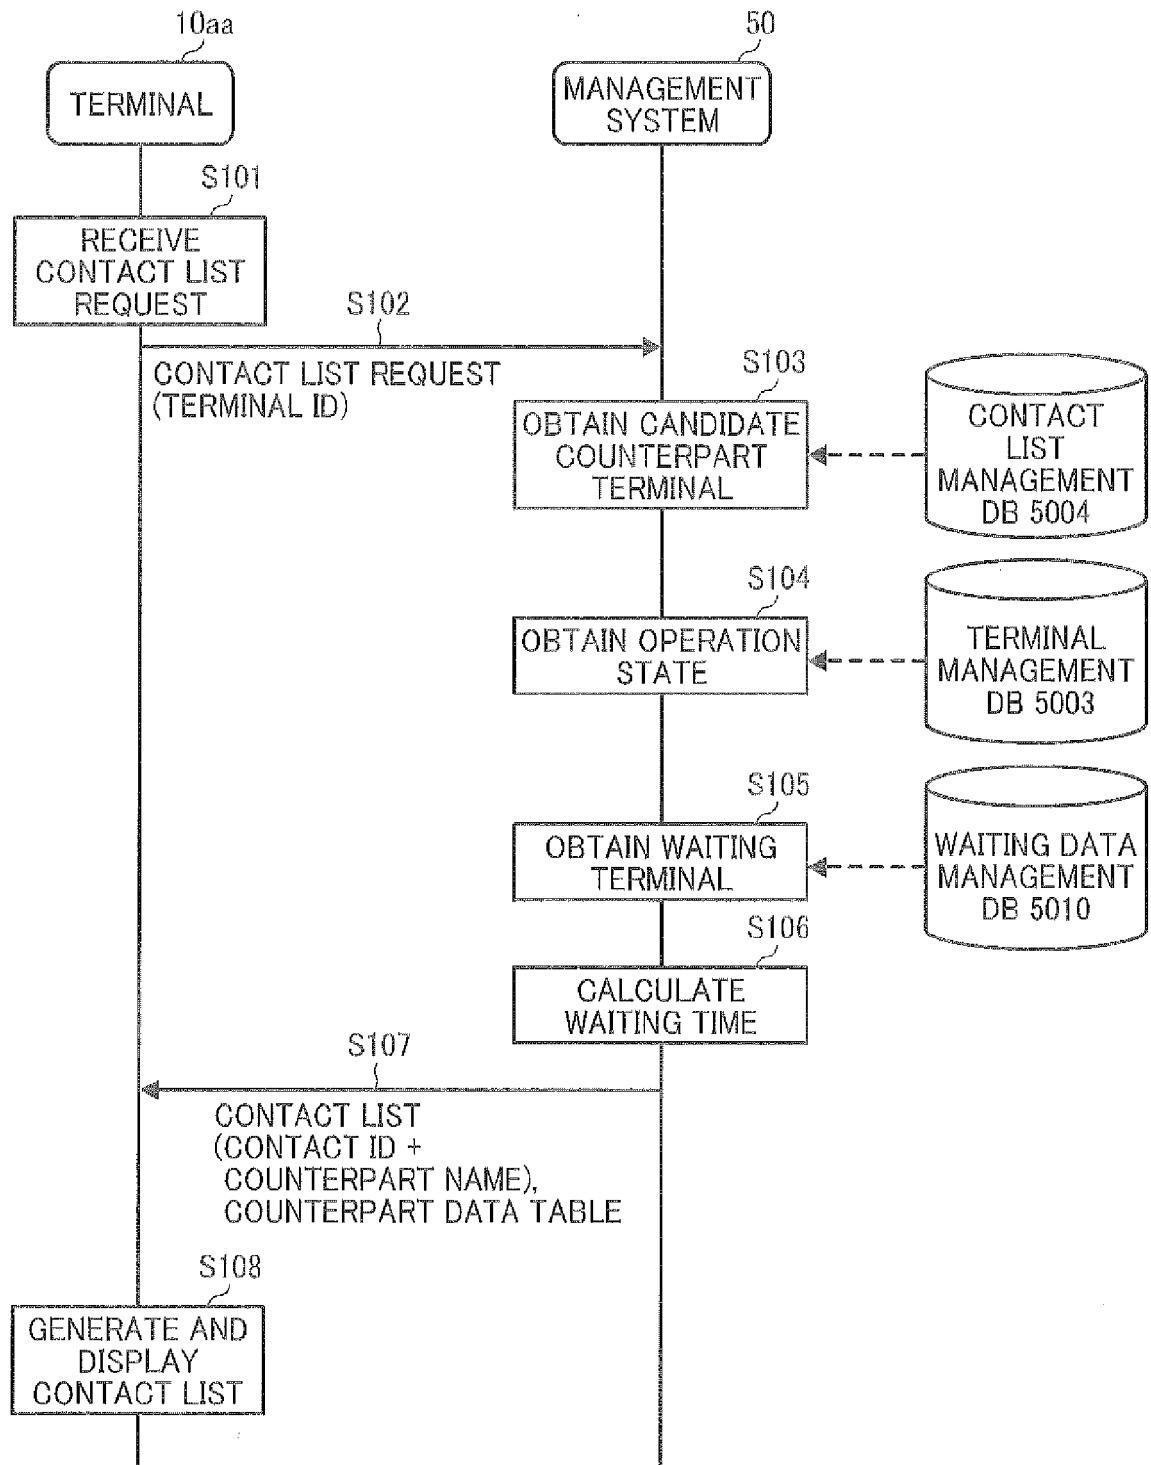 10aa
50
TERMINAL
MANAGEMENT
SYSTEM
S101
RECEIVE
CONTACT LIST
REQUEST
S102
CONTACT LIST REQUEST
(TERMINAL ID)
S103
OBTAIN CANDIDATE
COUNTERPART
TERMINAL
CONTACT
LIST
MANAGEMENT
DB 5004
S104
OBTAIN OPERATION
STATE
TERMINAL
MANAGEMENT
DB 5003
S105
OBTAIN WAITING
TERMINAL
WAITING DATA
MANAGEMENT
DB 5010
S106
CALCULATE
WAITING TIME
S107
CONTACT LIST
(CONTACT ID +
COUNTERPART NAME),
COUNTERPART DATA TABLE
S108
GENERATE AND
DISPLAY
CONTACT LIST